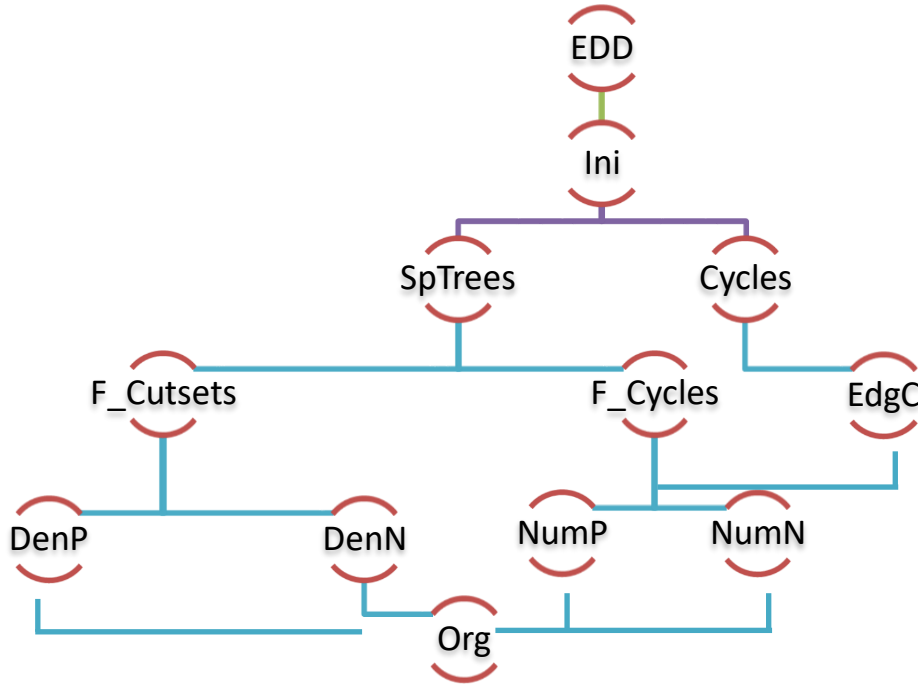 EDD
Ini
SpTrees
Cycles
F_Cutsets
F_Cycles
EdgC
DenP
DenN
NumP
NumN
Org